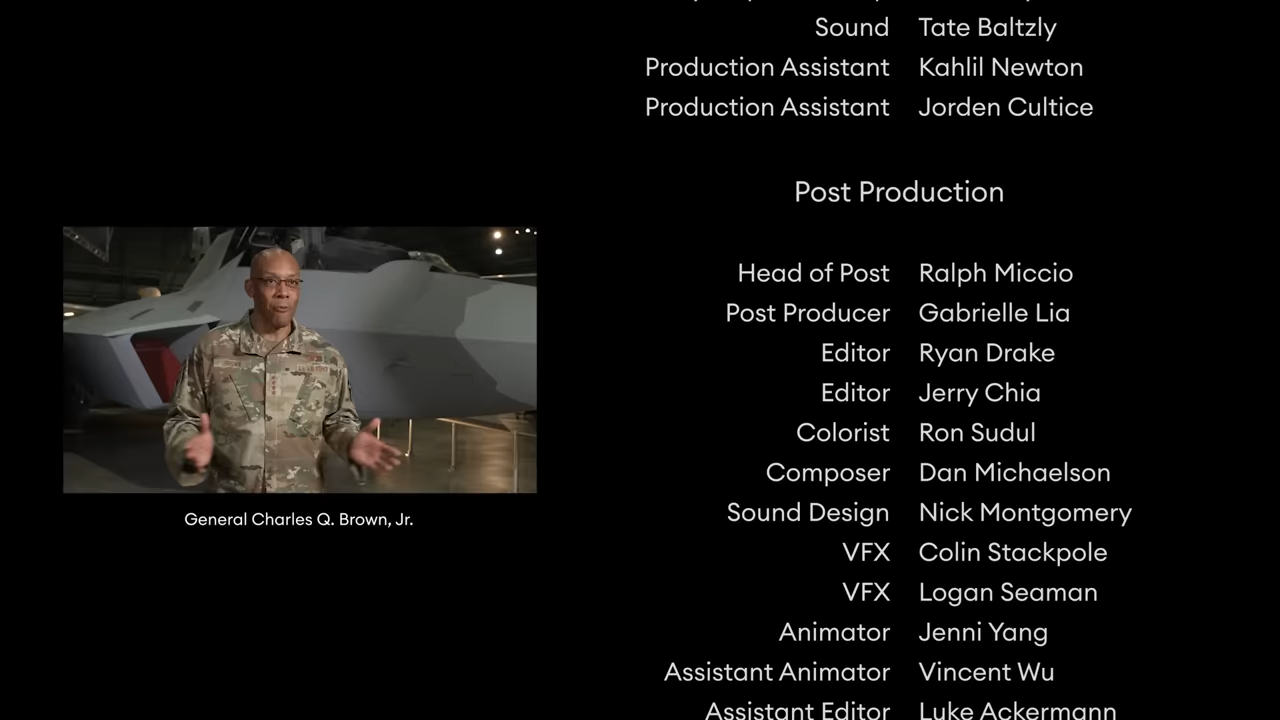 Sound Tate Baltzly
Production Assistant Kahlil Newton
Production Assistant Jorden Cultice
Post Production
Head of Post Ralph Miccio
Post Producer Gabrielle Lia
Editor Ryan Drake
Editor Jerry Chia
Colorist Ron Sudul
Composer Dan Michaelson
General Charles Q. Brown, Jr.
Sound Design Nick Montgomery
VFX Colin Stackpole
VFX Logan Seaman
Animator Jenni Yang
Assistant Animator Vincent Wu
Assistant Editor Luke Ackermann